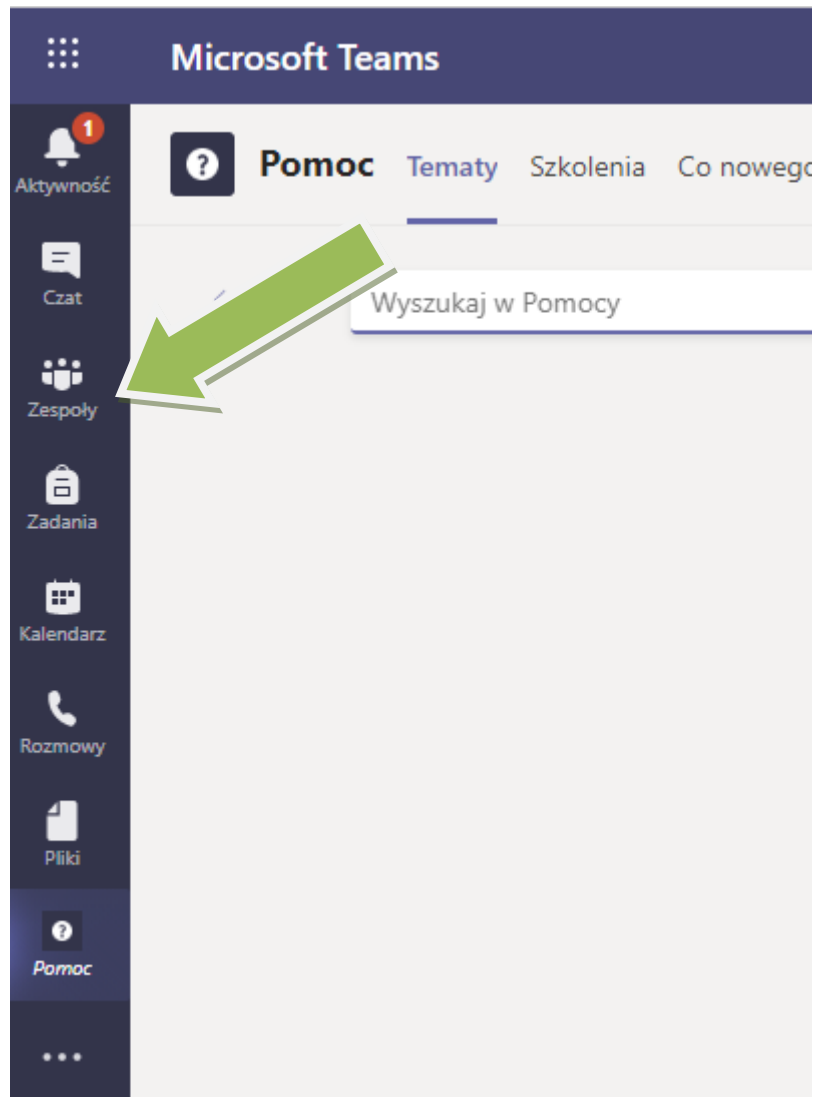 Microsoft Teams
1
Aktywność
Pomoc Tematy Szkolenia Co nowego
Czat
Wyszukaj w Pomocy
Zespoły
Zadania
Kalendarz
Rozmowy
Pliki
Pomoc